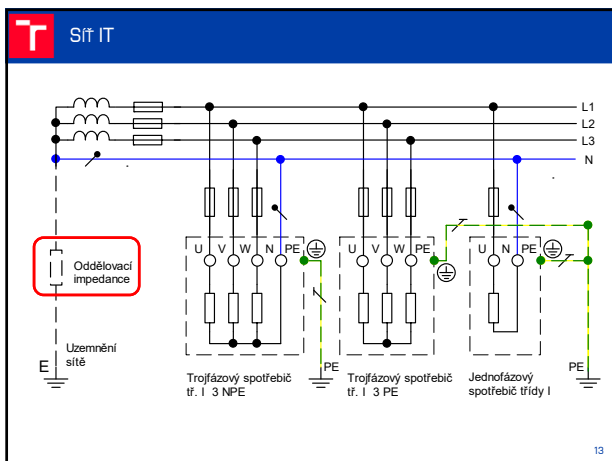 Síť IT
L1
L2
L3
N
U V W N PE
U V W PE
U N PE
Oddělovací
impedance
Uzemnění
sítě
E
PE
PE
Trojfázový spotřebič
tř. I 3 NPE
Trojfázový spotřebič
tř. I 3 PE
Jednofázový
spotřebič třídy I
13